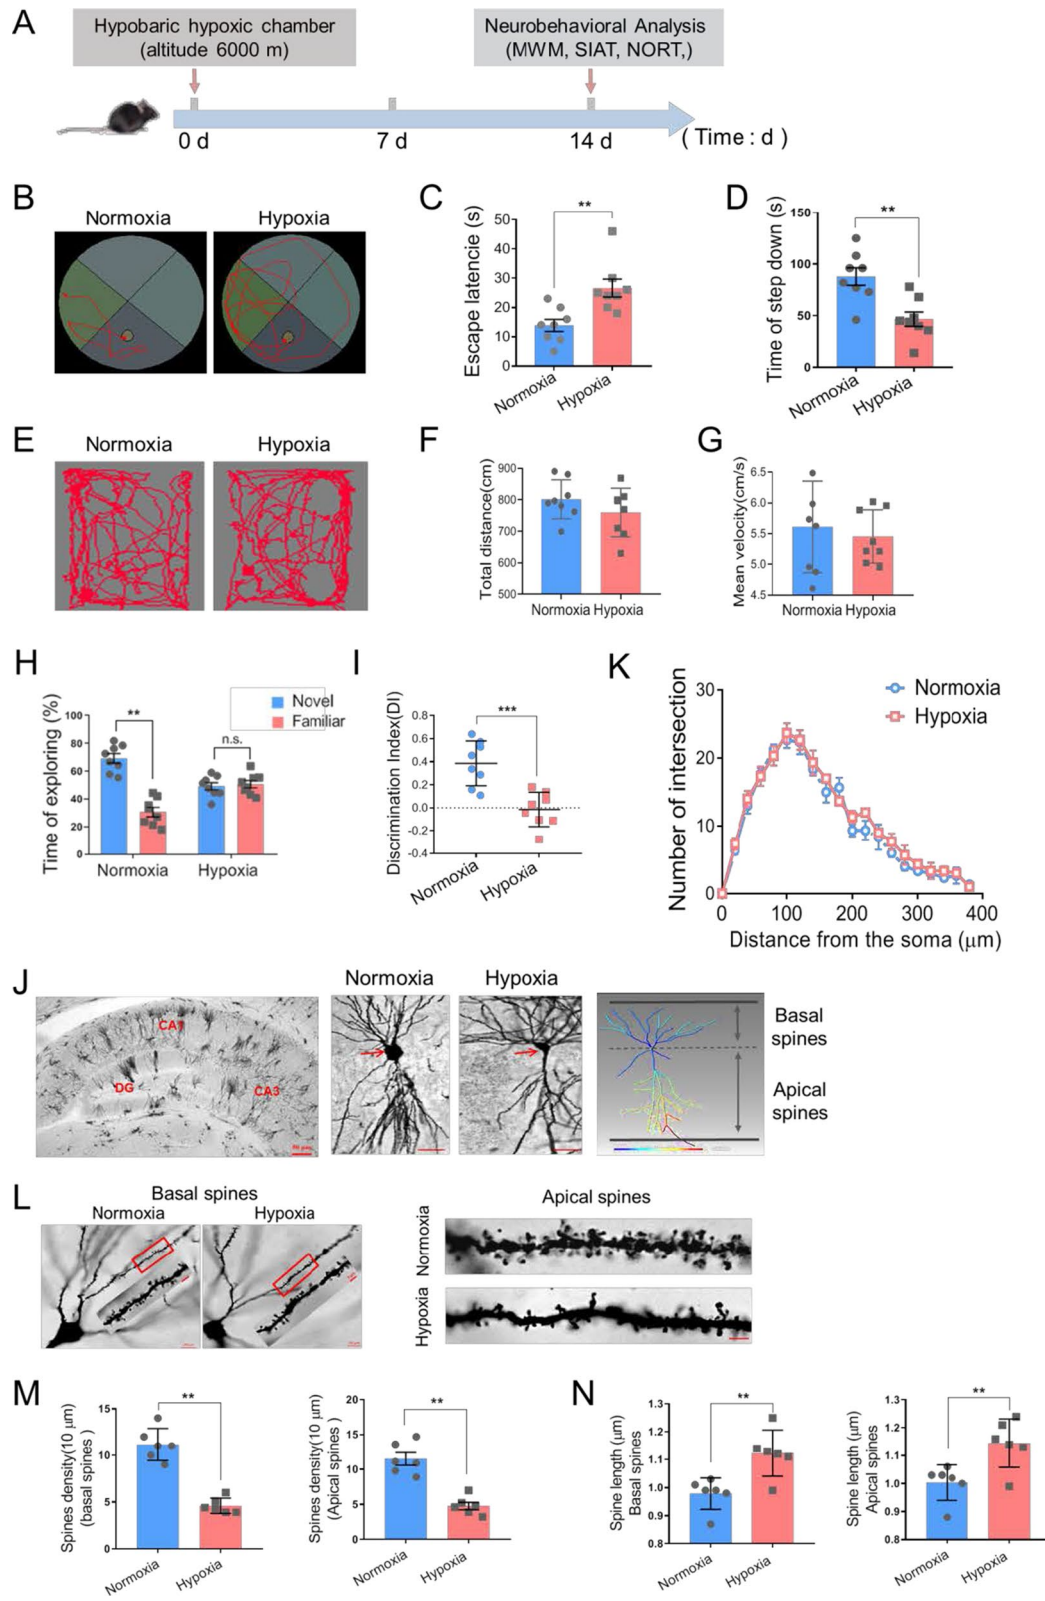 A
Hypobaric hypoxic chamber
(altitude 6000 m)
Neurobehavioral Analysis
(MWM, SIAT, NORT,)
0 d
7 d
14 d
( Time : d )
B
Normoxia
Hypoxia
C
Escape latencie (s)
50
40
30
20
10
0
**
Normoxia
Hypoxia
D
Time of step down (s)
150
100
50
0
**
Normoxia
Hypoxia
E
Normoxia
Hypoxia
F
Total distance(cm)
900
800
700
600
500
Normoxia Hypoxia
G
Mean velocity(cm/s)
6.5
6.0
5.5
5.0
4.5
Normoxia Hypoxia
H
Time of exploring (%)
100
80
60
40
20
0
**
n.s.
Novel
Familiar
Normoxia
Hypoxia
I
Discrimination Index(DI)
0.8
0.6
0.4
0.2
0.0
-0.2
-0.4
***
Normoxia
Hypoxia
K
Number of intersection
30
20
10
0
Normoxia
Hypoxia
0
100
200
300
400
Distance from the soma (μm)
J
CA1
DG
CA3
Normoxia
Hypoxia
Basal
spines
Apical
spines
L
Basal spines
Normoxia
Hypoxia
Apical spines
Normoxia
Hypoxia
M
Spines density(10 μm)
(basal spines )
15
10
5
0
**
Normoxia
Hypoxia
Spines density(10 μm)
(Apical spines )
20
15
10
5
0
**
Normoxia
Hypoxia
N
Spine length (μm)
Basal spines
1.3
1.2
1.1
1.0
0.9
0.8
**
Normoxia
Hypoxia
Spine length (μm)
Apical spines
1.3
1.2
1.1
1.0
0.9
0.8
**
Normoxia
Hypoxia